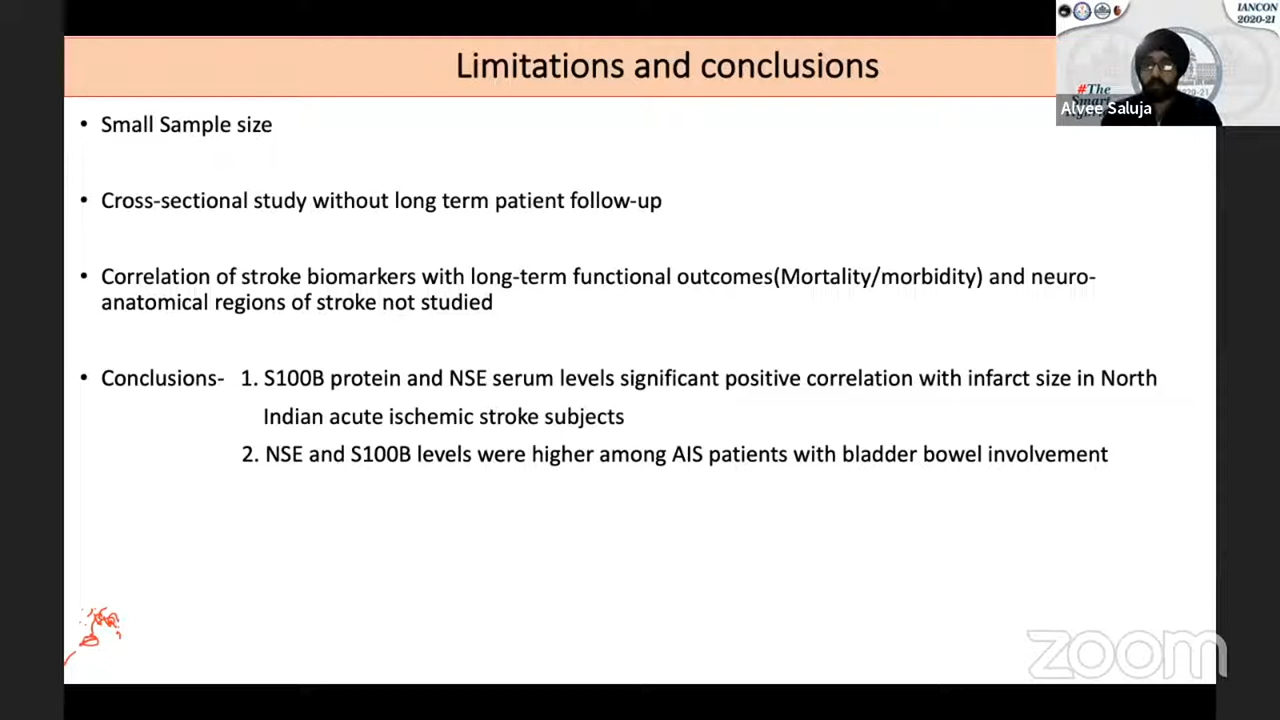 Limitations and conclusions
IANCON
2020-21
#The
Alvee Saluja
• Small Sample size
• Cross-sectional study without long term patient follow-up
• Correlation of stroke biomarkers with long-term functional outcomes(Mortality/morbidity) and neuro-
anatomical regions of stroke not studied
• Conclusions- 1. S100B protein and NSE serum levels significant positive correlation with infarct size in North
Indian acute ischemic stroke subjects
2. NSE and S100B levels were higher among AIS patients with bladder bowel involvement
zoom